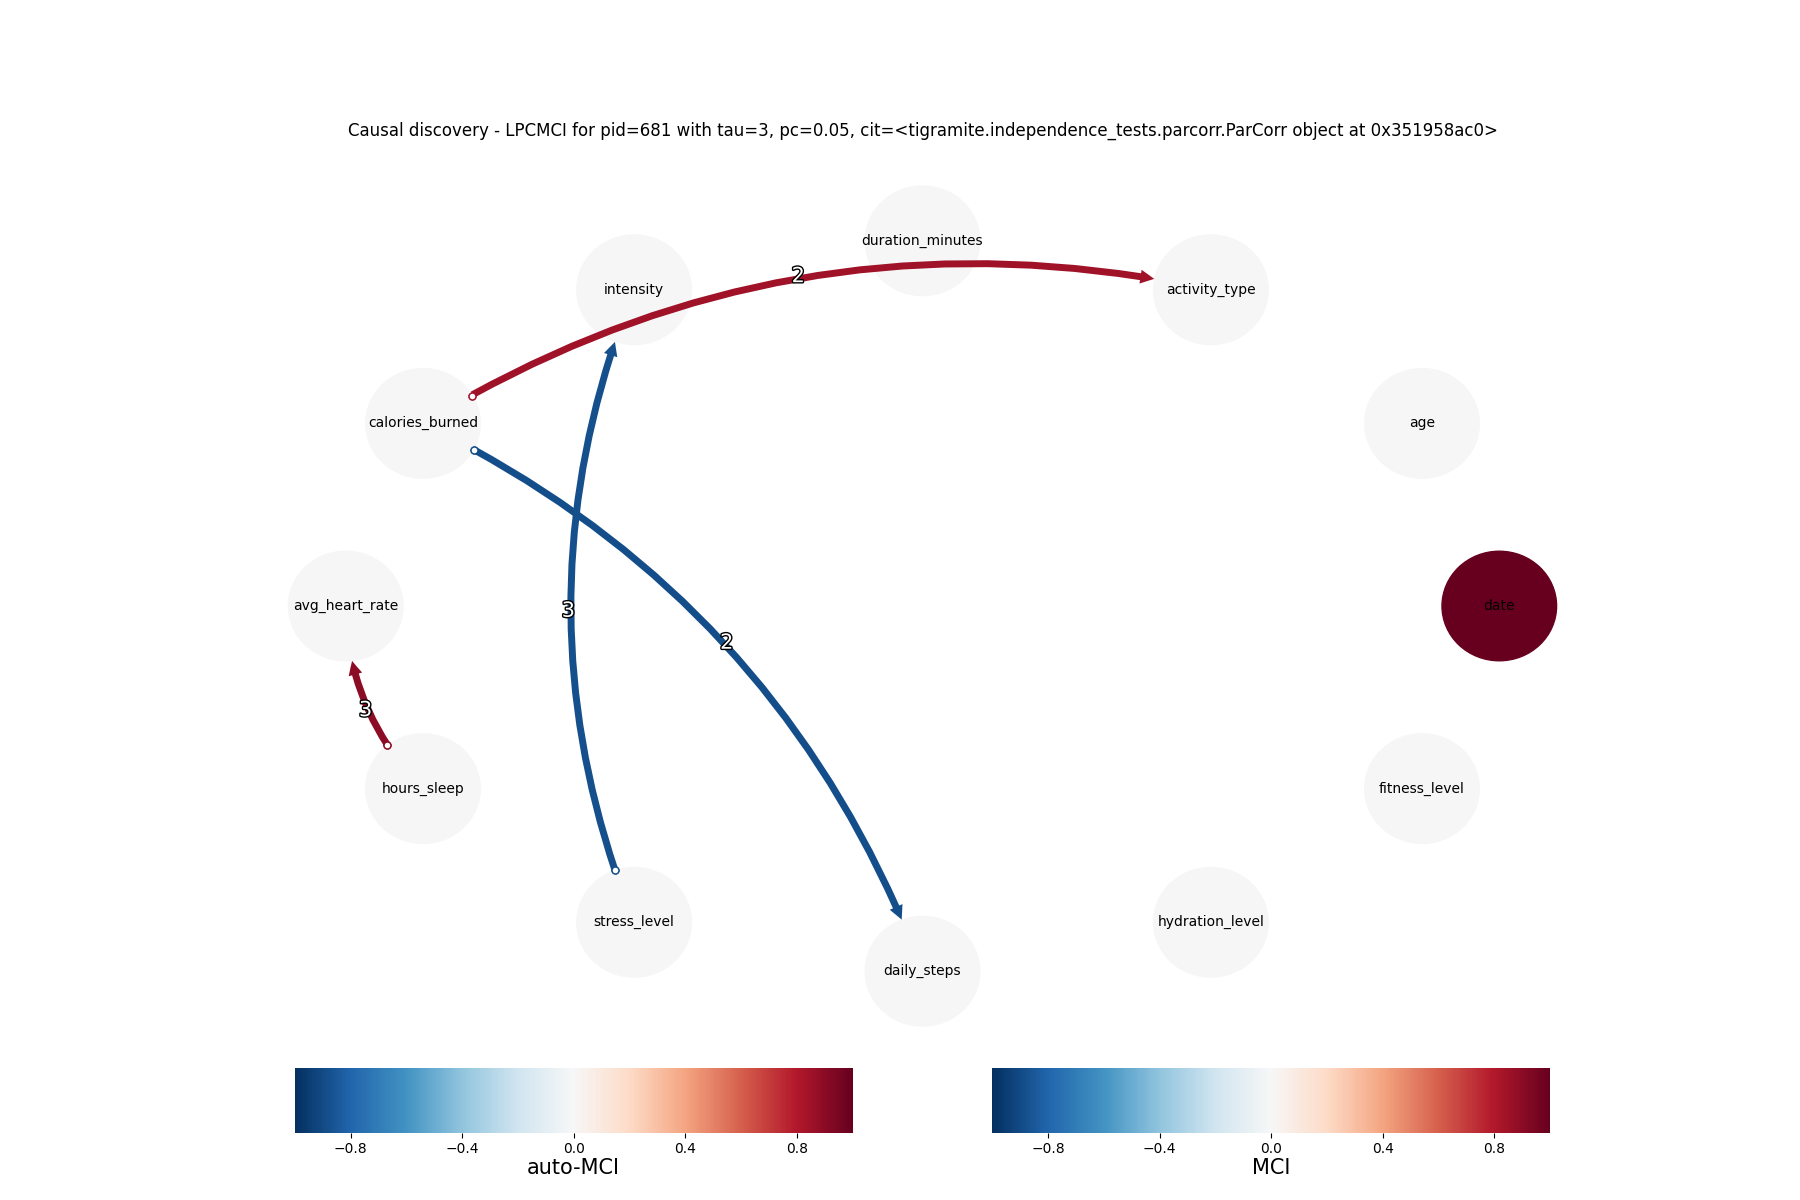 Causal discovery - LPCMCI for pid=681 with tau=3, pc=0.05, cit=<tigramite.independence_tests.parcorr.ParCorr object at 0x351958ac0>
duration_minutes
intensity
activity_type
2
calories_burned
age
avg_heart_rate
date
3
2
3
hours_sleep
fitness_level
stress_level
hydration_level
daily_steps
−0.8 −0.4 0.0 0.4 0.8
auto-MCI
−0.8 −0.4 0.0 0.4 0.8
MCI